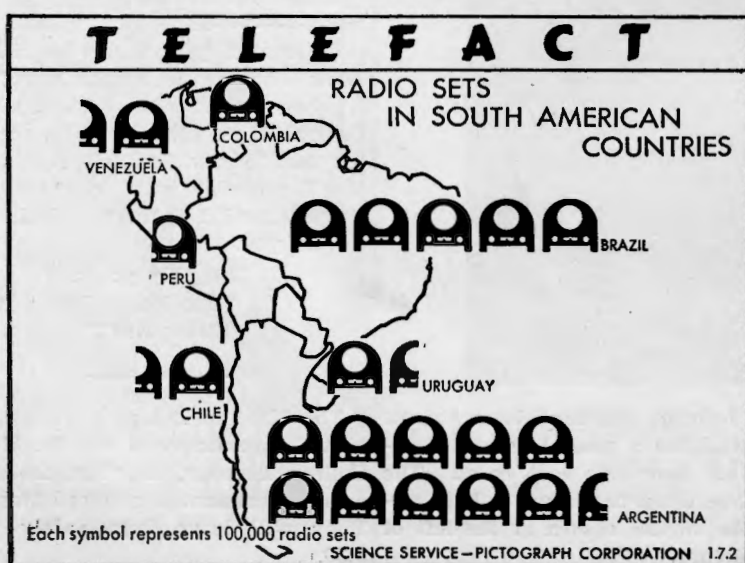 TELEFACT
RADIO SETS
IN SOUTH AMERICAN
COUNTRIES
COLOMBIA
VENEZUELA
BRAZIL
PERU
URUGUAY
CHILE
ARGENTINA
Each symbol represents 100,000 radio sets
SCIENCE SERVICE—PICTOGRAPH CORPORATION 1.7.2